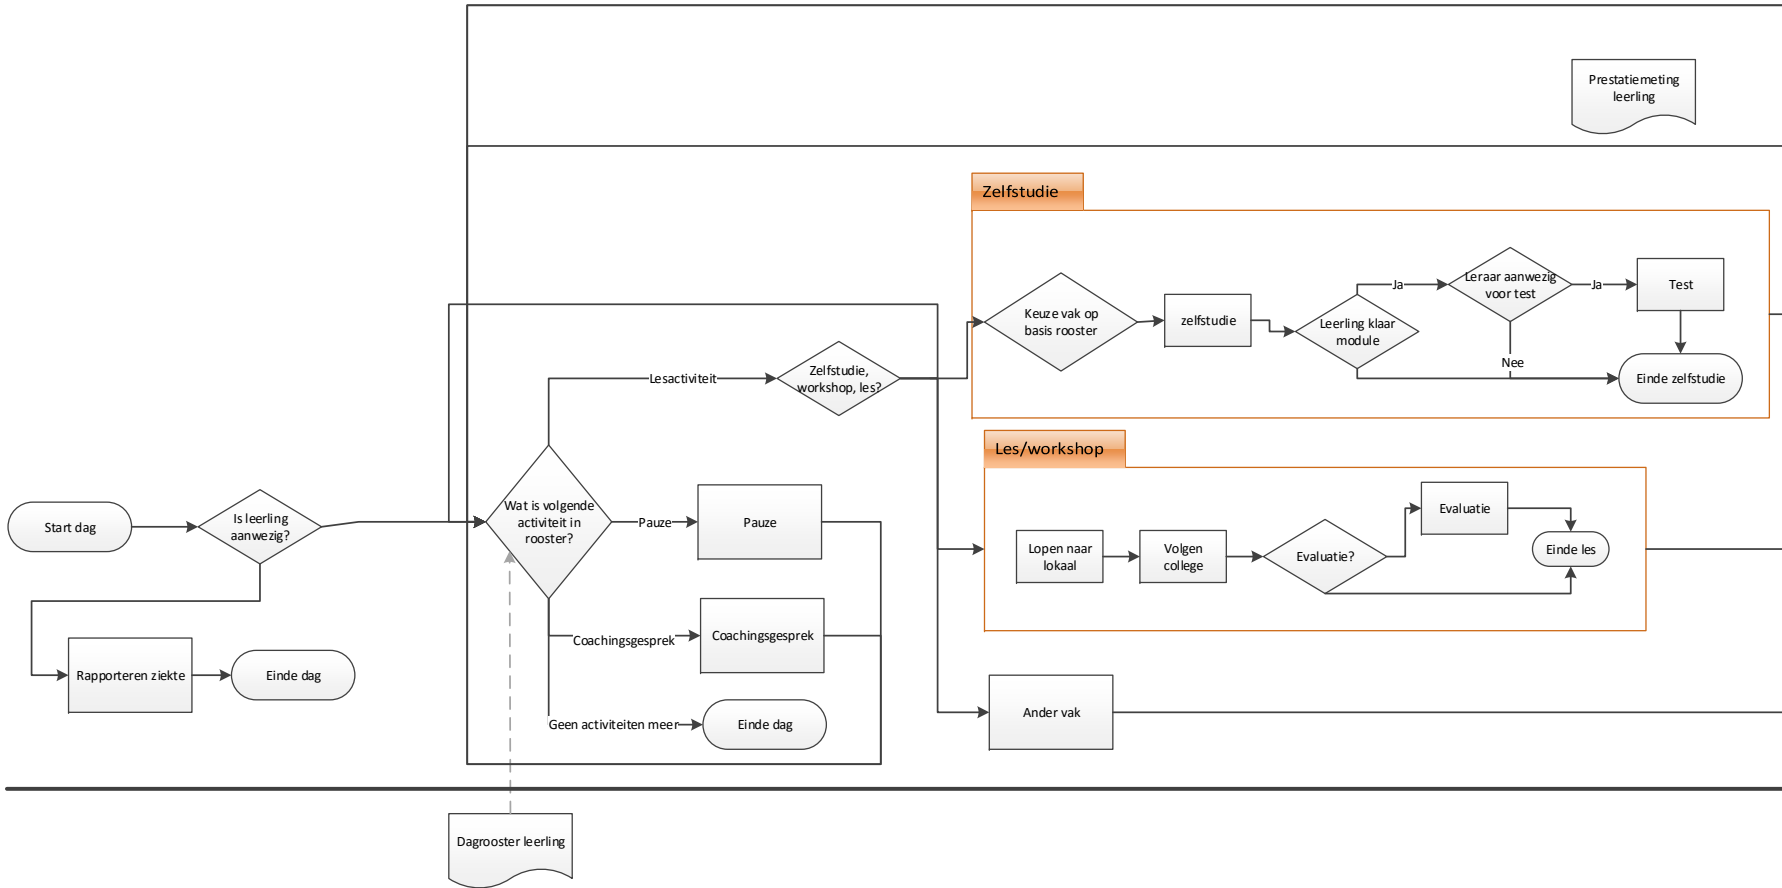 Prestatiemeting
leerling
Zelfstudie
Keuze vak op
basis rooster
zelfstudie
Leerling klaar
module
Ja
Leraar aanwezig
voor test
Ja
Test
Nee
Einde zelfstudie
Lesactiviteit
Zelfstudie,
workshop, les?
Les/workshop
Lopen naar
lokaal
Volgen
college
Evaluatie?
Evaluatie
Einde les
Start dag
Is leerling
aanwezig?
Wat is volgende
activiteit in
rooster?
Pauze
Pauze
Coachingsgesprek
Coachingsgesprek
Rapporteren ziekte
Einde dag
Geen activiteiten meer
Einde dag
Ander vak
Dagrooster leerling